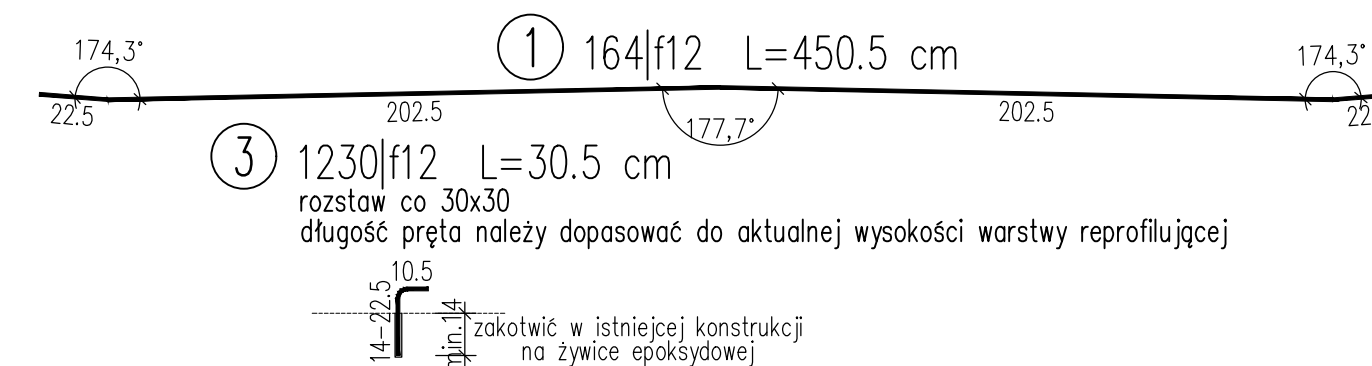 174,3°
1 164|f12 L=450.5 cm
174,3°
22.5
202.5
177,7°
202.5
22
3 1230|f12 L=30.5 cm
rozstaw co 30x30
długość pręta należy dopasować do aktualnej wysokości warstwy reprofilującej
10.5
14-22.5
min.14
zakotwić w istniejcej konstrukcji
na żywice epoksydowej